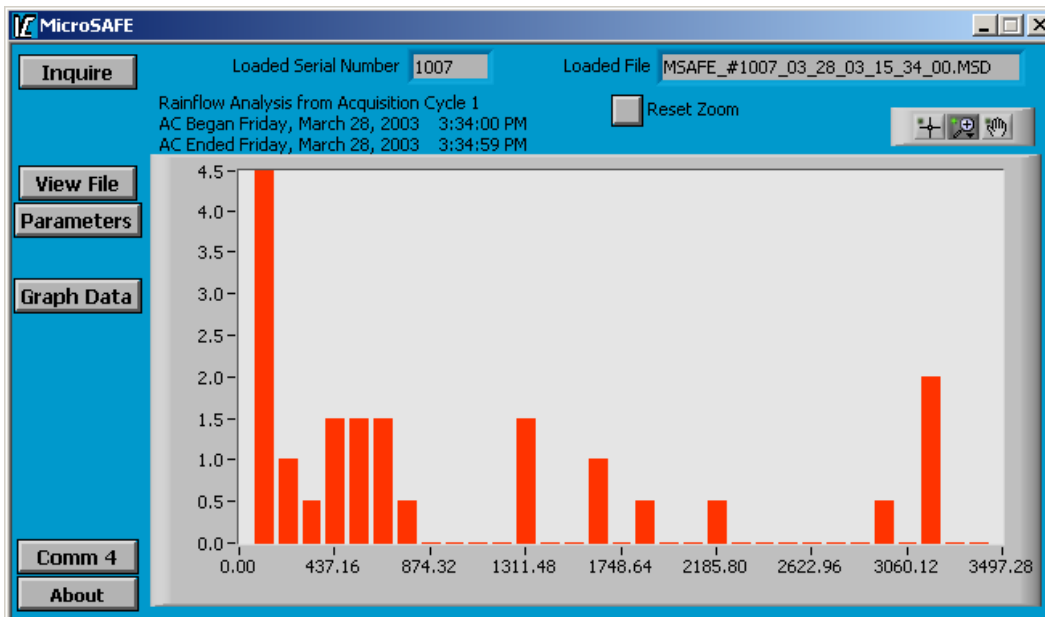 MicroSAFE
Inquire
Loaded Serial Number 1007
Loaded File MSAFE_#1007_03_28_03_15_34_00.MSD
Rainflow Analysis from Acquisition Cycle 1
AC Began Friday, March 28, 2003 3:34:00 PM
AC Ended Friday, March 28, 2003 3:34:59 PM
Reset Zoom
View File
Parameters
Graph Data
Comm 4
About
4.5
4.0
3.5
3.0
2.5
2.0
1.5
1.0
0.5
0.0
0.00 437.16 874.32 1311.48 1748.64 2185.80 2622.96 3060.12 3497.28